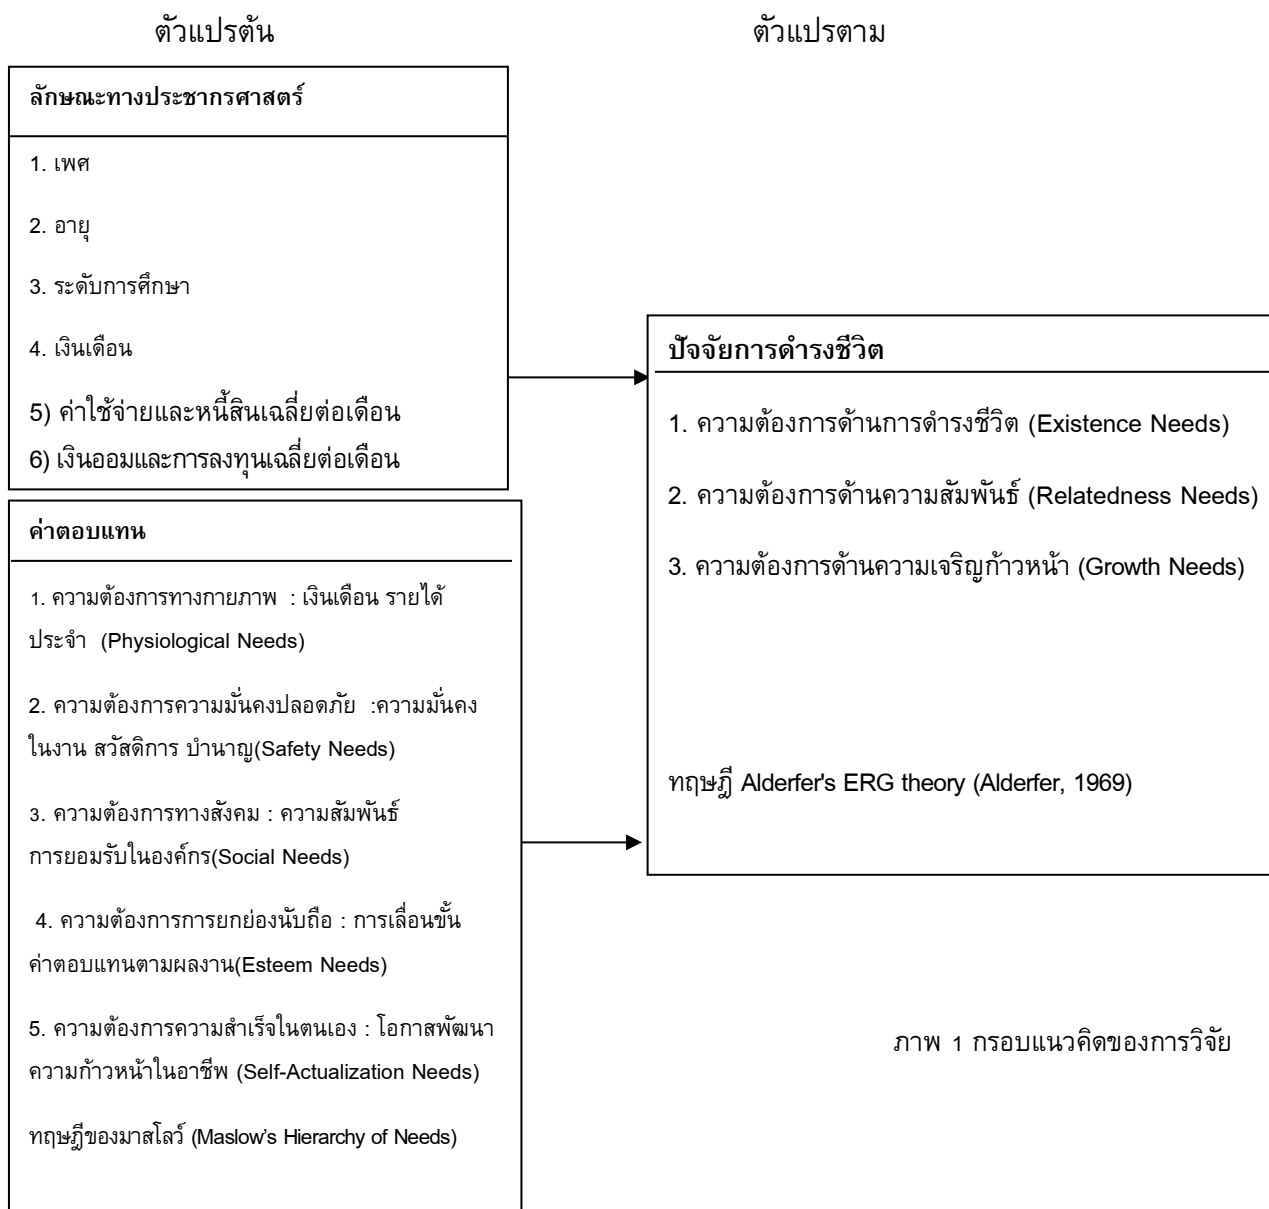 ตัวแปรต้น
ตัวแปรตาม
ลักษณะทางประชากรศาสตร์
1. เพศ
2. อายุ
3. ระดับการศึกษา
4. เงินเดือน
5) ค่าใช้จ่ายและหนี้สินเฉลี่ยต่อเดือน
6) เงินออมและการลงทุนเฉลี่ยต่อเดือน
ค่าตอบแทน
1. ความต้องการทางกายภาพ : เงินเดือน รายได้
ประจำ (Physiological Needs)
2. ความต้องการความมั่นคงปลอดภัย :ความมั่นคง
ในงาน สวัสดิการ บำนาญ(Safety Needs)
3. ความต้องการทางสังคม : ความสัมพันธ์
การยอมรับในองค์กร(Social Needs)
4. ความต้องการการยกย่องนับถือ : การเลื่อนขั้น
ค่าตอบแทนตามผลงาน(Esteem Needs)
5. ความต้องการความสำเร็จในตนเอง : โอกาสพัฒนา
ความก้าวหน้าในอาชีพ (Self-Actualization Needs)
ทฤษฎีของมาสโลว์ (Maslow’s Hierarchy of Needs)
ปัจจัยการดำรงชีวิต
1. ความต้องการด้านการดำรงชีวิต (Existence Needs)
2. ความต้องการด้านความสัมพันธ์ (Relatedness Needs)
3. ความต้องการด้านความเจริญก้าวหน้า (Growth Needs)
ทฤษฎี Alderfer's ERG theory (Alderfer, 1969)
ภาพ 1 กรอบแนวคิดของการวิจัย